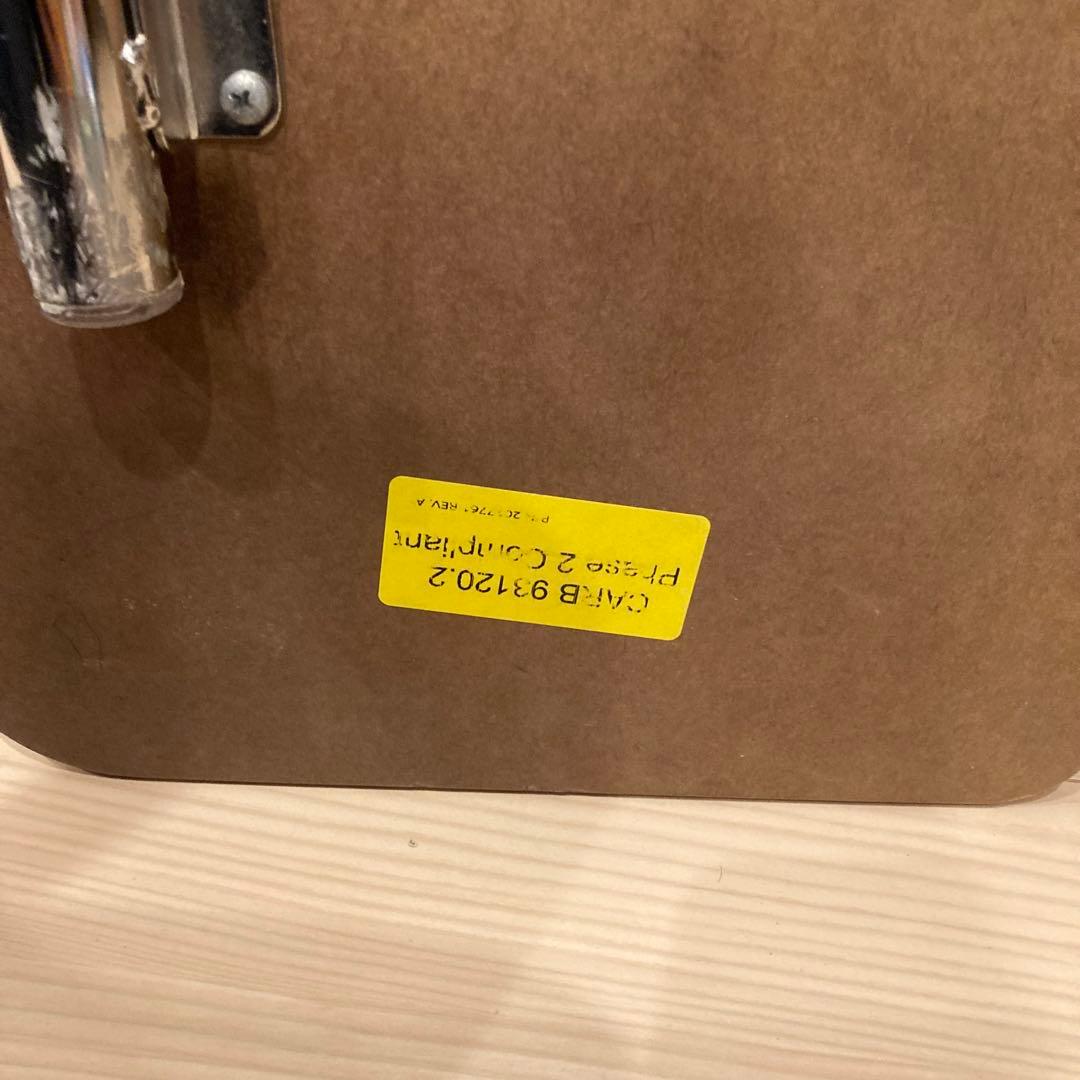 CARB 93120.2
Phase 2 Compliant
REV. A